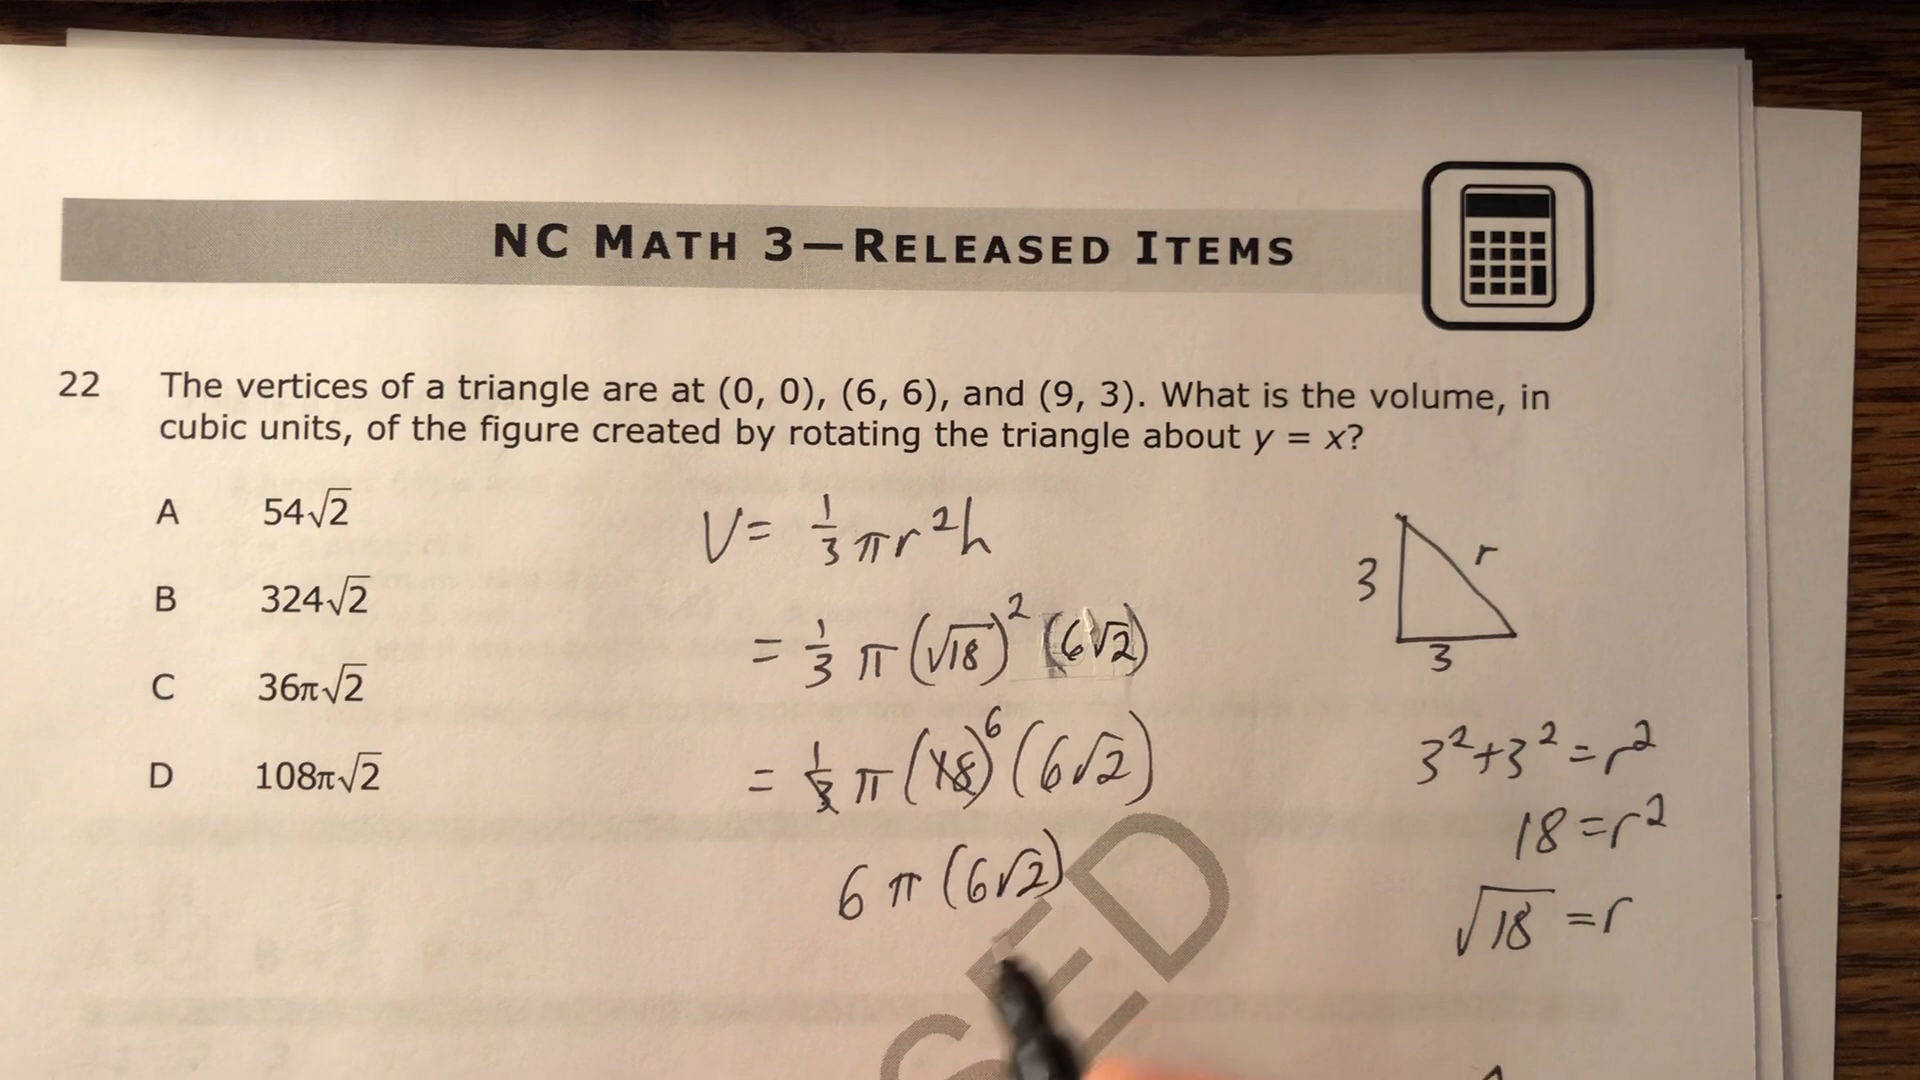 NC MATH 3—RELEASED ITEMS
22 The vertices of a triangle are at (0, 0), (6, 6), and (9, 3). What is the volume, in
cubic units, of the figure created by rotating the triangle about y = x?
A 54√2
B 324√2
C 36π√2
D 108π√2
V = 1/3 πr²h
= 1/3 π (√18)² (6√2)
= 1/3 π (18)⁶ (6√2)
6 π (6√2)
3
r
3
3² + 3² = r²
18 = r²
√18 = r
SED